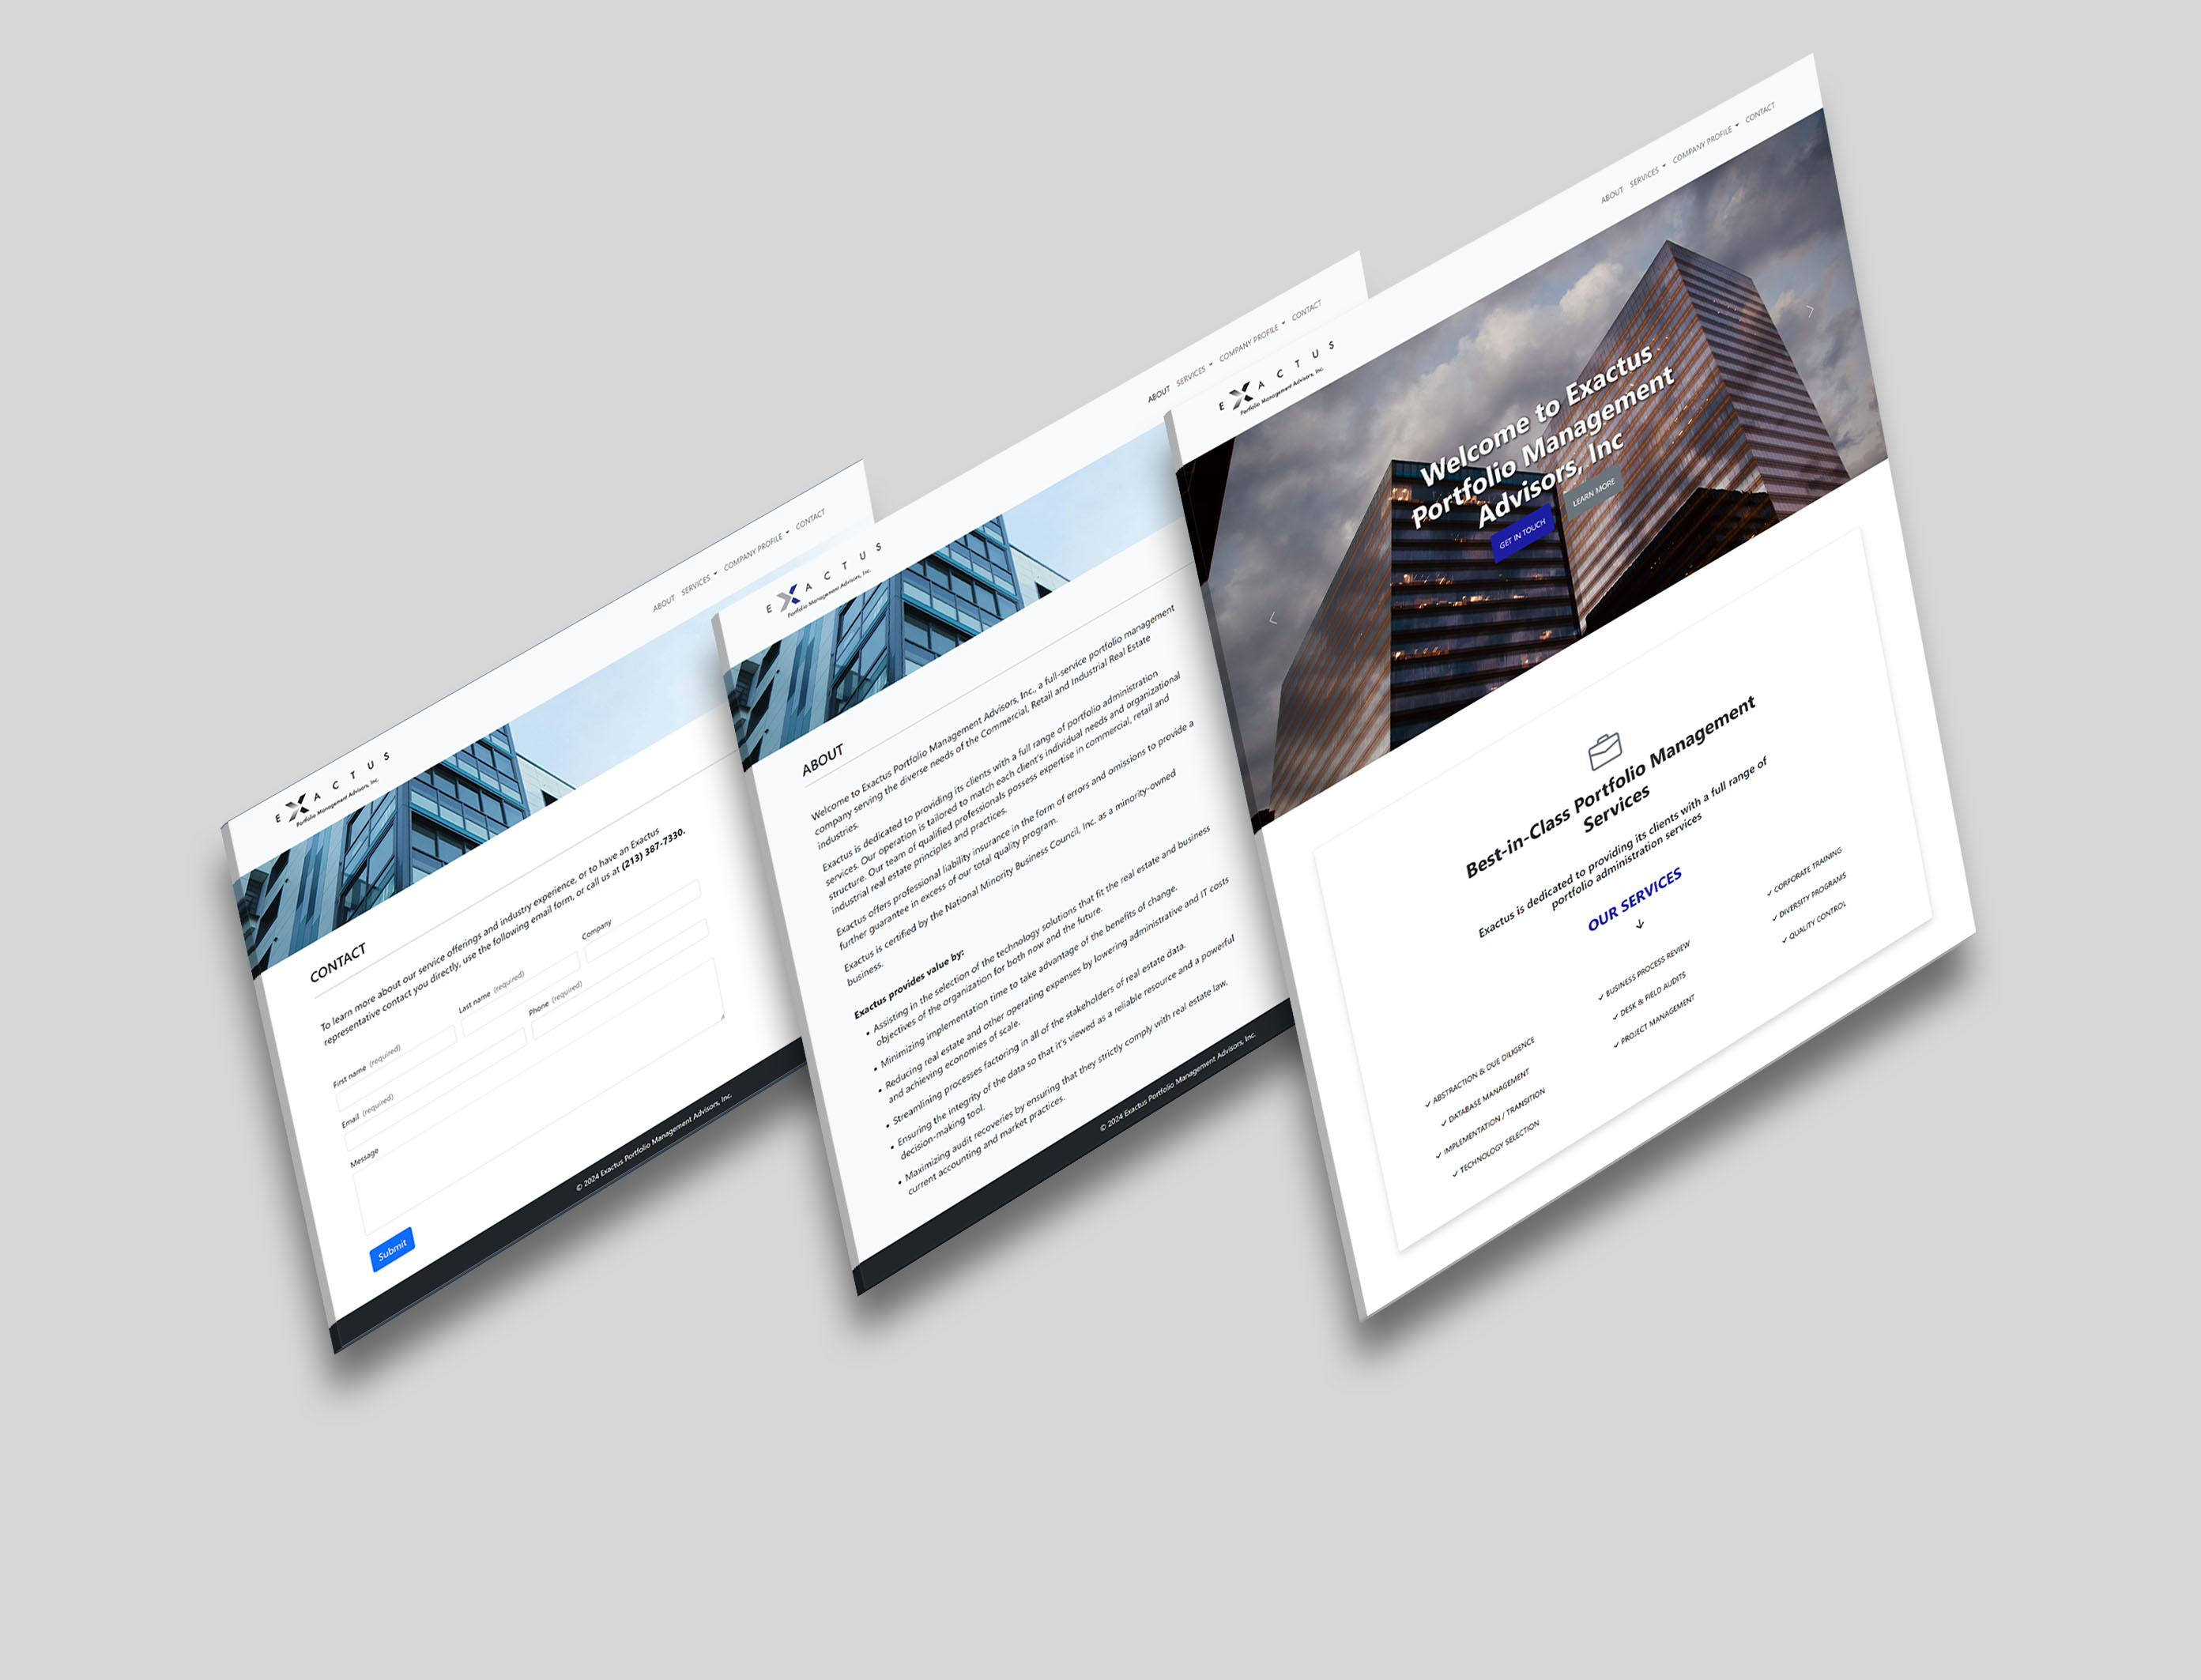 EXACTUS
Portfolio Management Advisors, Inc.
ABOUT SERVICES COMPANY PROFILE CONTACT
CONTACT
To learn more about our service offerings and industry experience, or to have an Exactus
representative contact you directly, use the following email form, or call us at (213) 387-7330.
First name (required)
Last name (required)
Company
Email (required)
Phone (required)
Message
Submit
© 2024 Exactus Portfolio Management Advisors, Inc.
EXACTUS
Portfolio Management Advisors, Inc.
ABOUT SERVICES COMPANY PROFILE CONTACT
ABOUT
Welcome to Exactus Portfolio Management Advisors, Inc., a full-service portfolio management
company serving the diverse needs of the Commercial, Retail and Industrial Real Estate
industries.
Exactus is dedicated to providing its clients with a full range of portfolio administration
services. Our operation is tailored to match each client's individual needs and organizational
structure. Our team of qualified professionals possess expertise in commercial, retail and
industrial real estate principles and practices.
Exactus offers professional liability insurance in the form of errors and omissions to provide a
further guarantee in excess of our total quality program.
Exactus is certified by the National Minority Business Council, Inc. as a minority-owned
business.
Exactus provides value by:
• Assisting in the selection of the technology solutions that fit the real estate and business
objectives of the organization for both now and the future.
• Minimizing implementation time to take advantage of the benefits of change.
• Reducing real estate and other operating expenses by lowering administrative and IT costs
and achieving economies of scale.
• Streamlining processes factoring in all of the stakeholders of real estate data.
• Ensuring the integrity of the data so that it's viewed as a reliable resource and a powerful
decision-making tool.
• Maximizing audit recoveries by ensuring that they strictly comply with real estate law,
current accounting and market practices.
© 2024 Exactus Portfolio Management Advisors, Inc.
EXACTUS
Portfolio Management Advisors, Inc.
ABOUT SERVICES COMPANY PROFILE CONTACT
Welcome to Exactus
Portfolio Management
Advisors, Inc
GET IN TOUCH
LEARN MORE
Best-in-Class Portfolio Management
Services
Exactus is dedicated to providing its clients with a full range of
portfolio administration services
OUR SERVICES
✓ ABSTRACTION & DUE DILIGENCE
✓ DATABASE MANAGEMENT
✓ IMPLEMENTATION / TRANSITION
✓ TECHNOLOGY SELECTION
✓ BUSINESS PROCESS REVIEW
✓ DESK & FIELD AUDITS
✓ PROJECT MANAGEMENT
✓ CORPORATE TRAINING
✓ DIVERSITY PROGRAMS
✓ QUALITY CONTROL